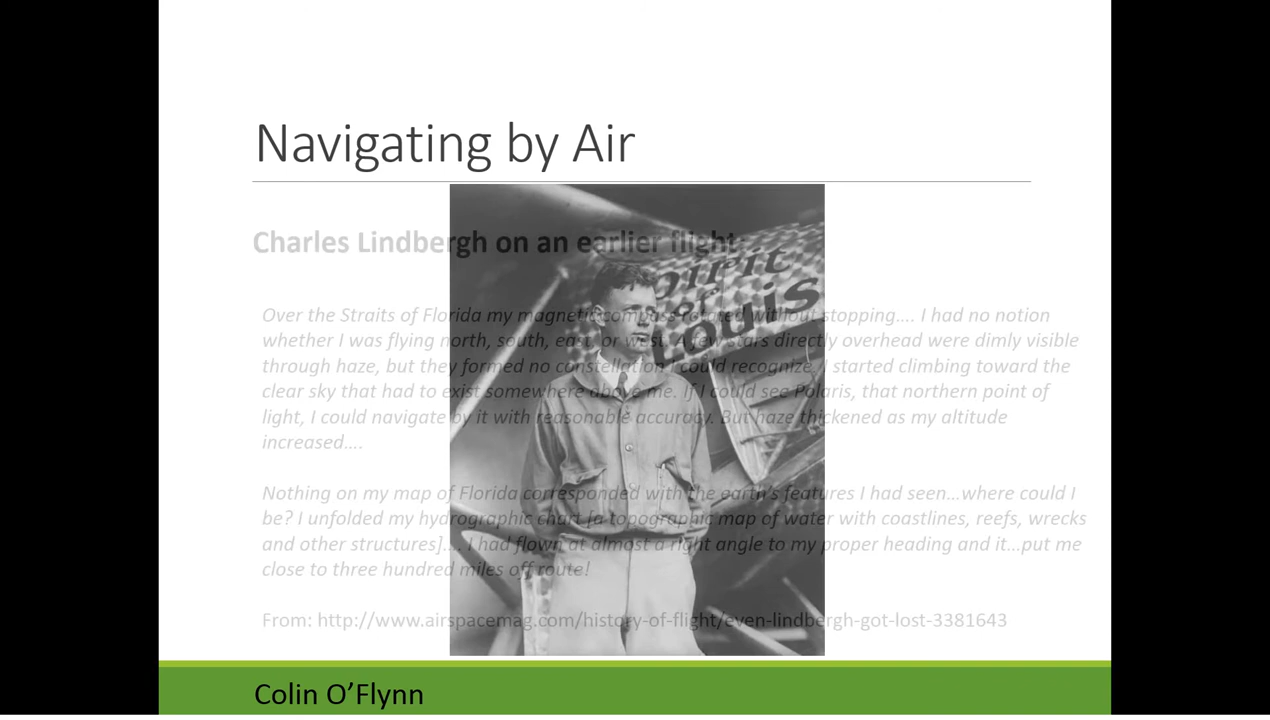 Navigating by Air
Charles Lindbergh on an earlier flight:
Spirit
of
Louis
Over the Straits of Florida my magnetic compass rotated without stopping.... I had no notion
whether I was flying north, south, east, or west. A few stars directly overhead were dimly visible
through haze, but they formed no constellation I could recognize. I started climbing toward the
clear sky that had to exist somewhere above me. If I could see Polaris, that northern point of
light, I could navigate by it with reasonable accuracy. But haze thickened as my altitude
increased....
Nothing on my map of Florida corresponded with the earth's features I had seen...where could I
be? I unfolded my hydrographic chart [a topographic map of water with coastlines, reefs, wrecks
and other structures].... I had flown at almost a right angle to my proper heading and it...put me
close to three hundred miles off route!
From: http://www.airspacemag.com/history-of-flight/even-lindbergh-got-lost-3381643
Colin O'Flynn